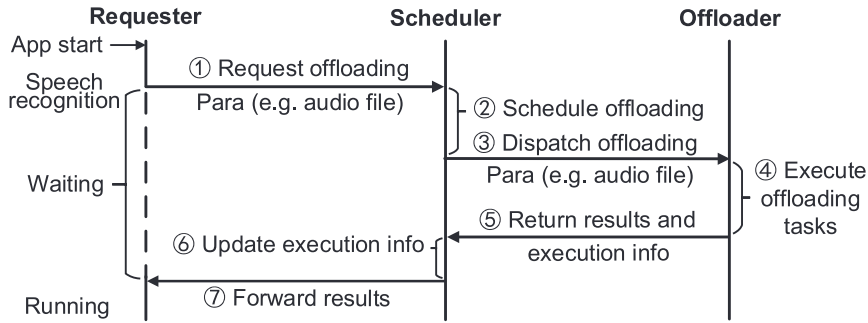 Requester
Scheduler
Offloader
App start
① Request offloading
Speech
recognition
Para (e.g. audio file)
② Schedule offloading
③ Dispatch offloading
Para (e.g. audio file)
④ Execute
offloading
tasks
Waiting
⑤ Return results and
execution info
⑥ Update execution info
⑦ Forward results
Running